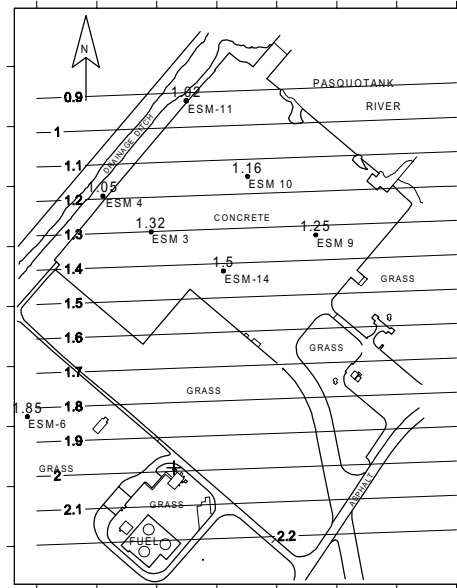 N
PASQUOTANK
RIVER
0.9
1.02
ESM-11
DRAINAGE DITCH
1
1.1
1.16
ESM 10
1.05
1.2
ESM 4
CONCRETE
1.32
1.3
ESM 3
1.25
ESM 9
1.4
1.5
ESM-14
GRASS
1.5
1.6
GRASS
1.7
GRASS
1.85
1.8
ESM-6
1.9
GRASS
2
ASPHALT
2.1
GRASS
2.2
FUEL